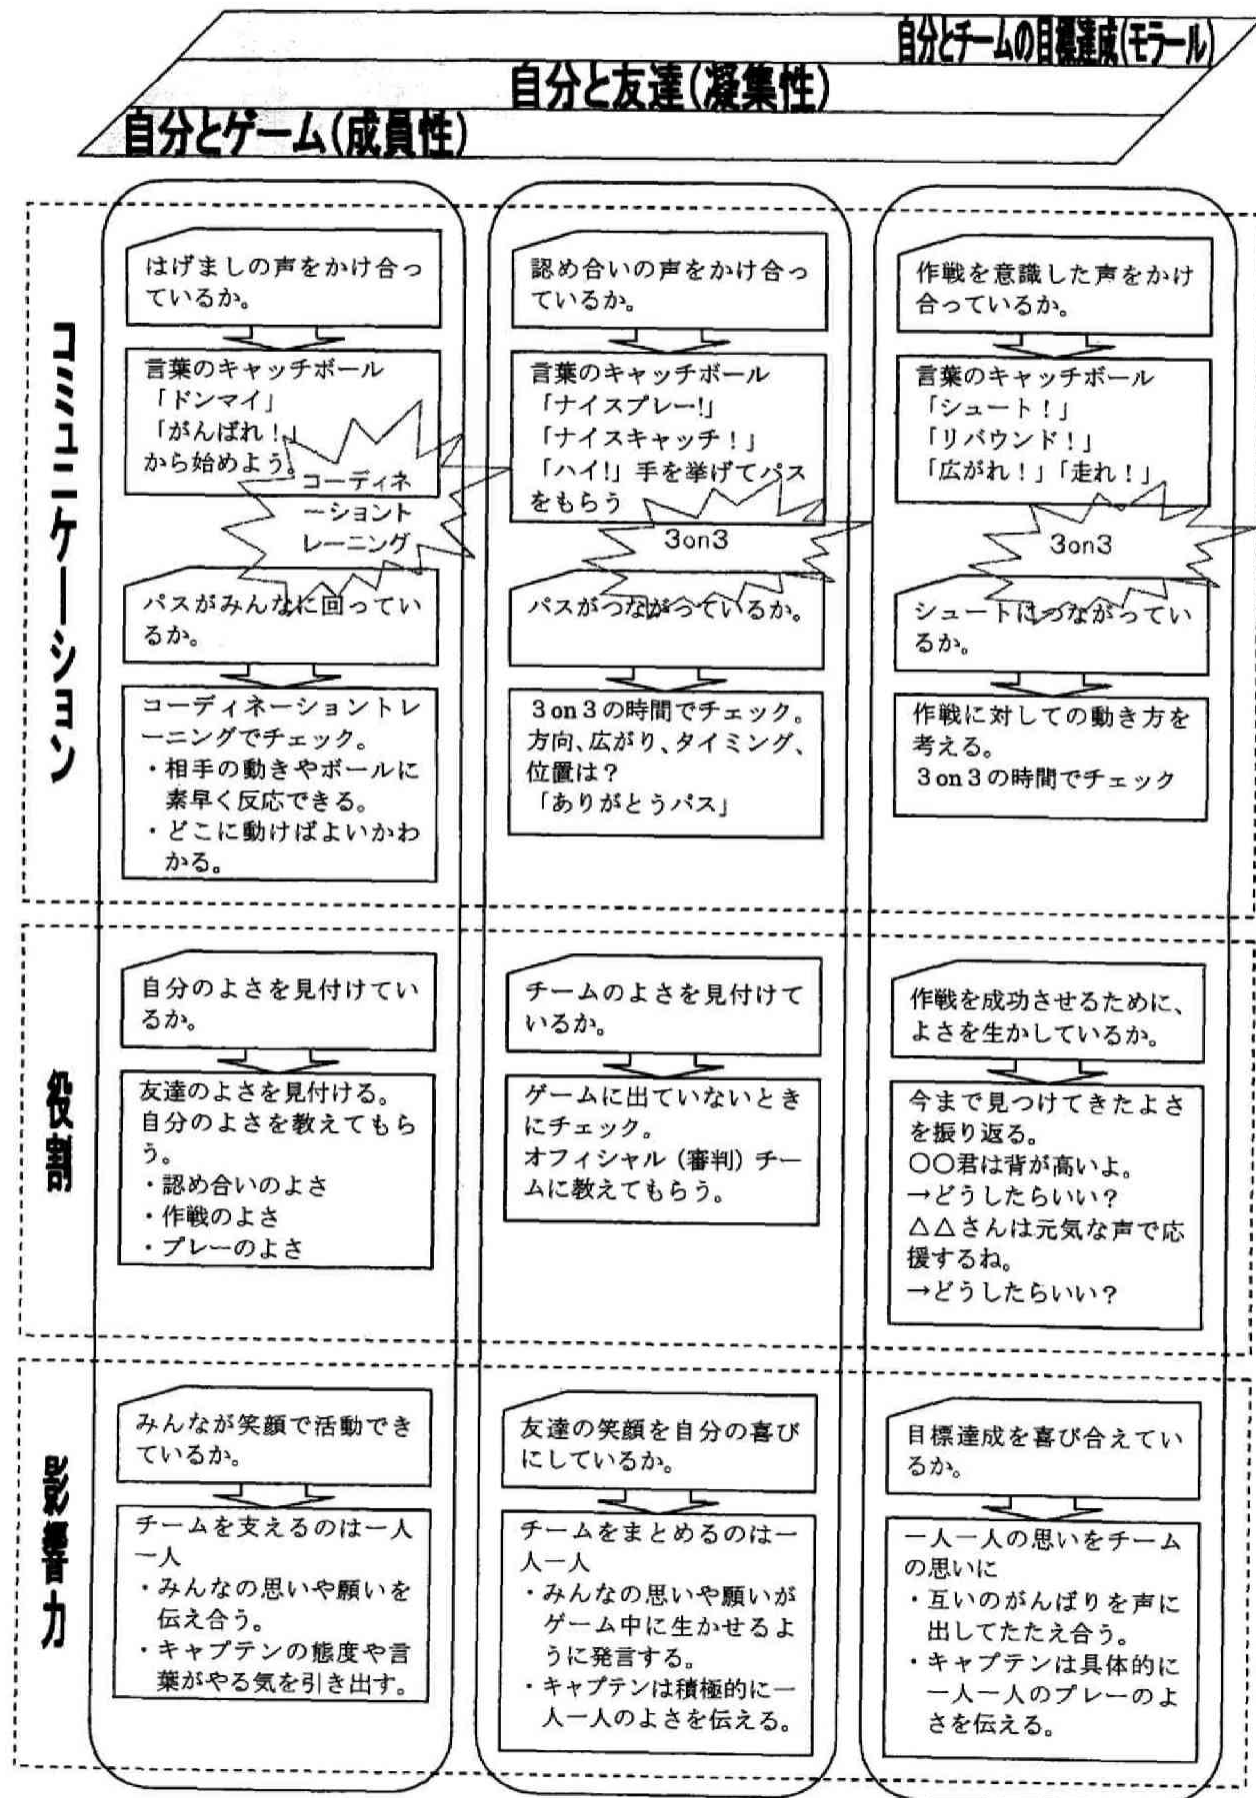 自分とチームの目標達成(モラール)
自分と友達(凝集性)
自分とゲーム(成員性)
コミュニケーション
はげましの声をかけ合っ
ているか。
言葉のキャッチボール
「ドンマイ」
「がんばれ！」
から始めよう。
コーディネ
ーショント
レーニング
パスがみんなに回ってい
るか。
コーディネーショントレ
ーニングでチェック。
・相手の動きやボールに
素早く反応できる。
・どこに動けばよいかわ
かる。
認め合いの声をかけ合っ
ているか。
言葉のキャッチボール
「ナイスプレー!」
「ナイスキャッチ！」
「ハイ!」手を挙げてパス
をもらう
3on3
パスがつながっているか。
3on3の時間でチェック。
方向、広がり、タイミング、
位置は？
「ありがとうパス」
作戦を意識した声をかけ
合っているか。
言葉のキャッチボール
「シュート！」
「リバウンド！」
「広がれ！」「走れ！」
3on3
シュートにつながってい
るか。
作戦に対しての動き方を
考える。
3on3の時間でチェック
役割
自分のよさを見付けてい
るか。
友達のよさを見付ける。
自分のよさを教えてもら
う。
・認め合いのよさ
・作戦のよさ
・プレーのよさ
チームのよさを見付けて
いるか。
ゲームに出ていないとき
にチェック。
オフィシャル（審判）チー
ムに教えてもらう。
作戦を成功させるために、
よさを生かしているか。
今まで見つけてきたよさ
を振り返る。
〇〇君は背が高いよ。
→どうしたらいい？
△△さんは元気な声で応
援するね。
→どうしたらいい？
影響力
みんなが笑顔で活動でき
ているか。
チームを支えるのは一人
一人
・みんなの思いや願いを
伝え合う。
・キャプテンの態度や言
葉がやる気を引き出す。
友達の笑顔を自分の喜び
にしているか。
チームをまとめるのは一
人一人
・みんなの思いや願いが
ゲーム中に生かせるよ
うに発言する。
・キャプテンは積極的に一
人一人のよさを伝える。
目標達成を喜び合えてい
るか。
一人一人の思いをチーム
の思いに
・互いのがんばりを声に
出してたたえ合う。
・キャプテンは具体的に
一人一人のプレーのよ
さを伝える。